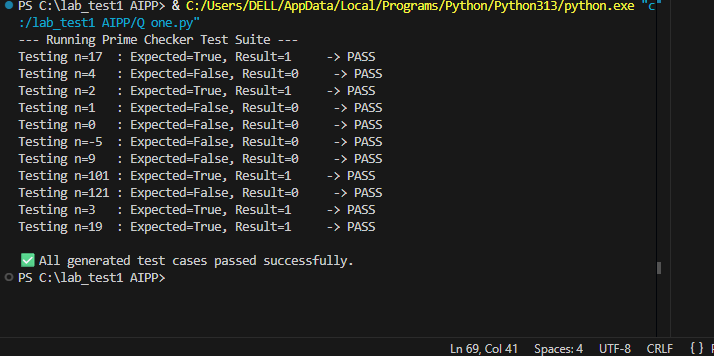 PS C:\lab_test1 AIPP> & C:/Users/DELL/AppData/Local/Programs/Python/Python313/python.exe "c
:/lab_test1 AIPP/Q one.py"
--- Running Prime Checker Test Suite ---
Testing n=17  : Expected=True, Result=1     -> PASS
Testing n=4   : Expected=False, Result=0     -> PASS
Testing n=2   : Expected=True, Result=1     -> PASS
Testing n=1   : Expected=False, Result=0     -> PASS
Testing n=0   : Expected=False, Result=0     -> PASS
Testing n=-5  : Expected=False, Result=0     -> PASS
Testing n=9   : Expected=False, Result=0     -> PASS
Testing n=101 : Expected=True, Result=1     -> PASS
Testing n=121 : Expected=False, Result=0     -> PASS
Testing n=3   : Expected=True, Result=1     -> PASS
Testing n=19  : Expected=True, Result=1     -> PASS
✅ All generated test cases passed successfully.
PS C:\lab_test1 AIPP>
Ln 69, Col 41 Spaces: 4 UTF-8 CRLF { }